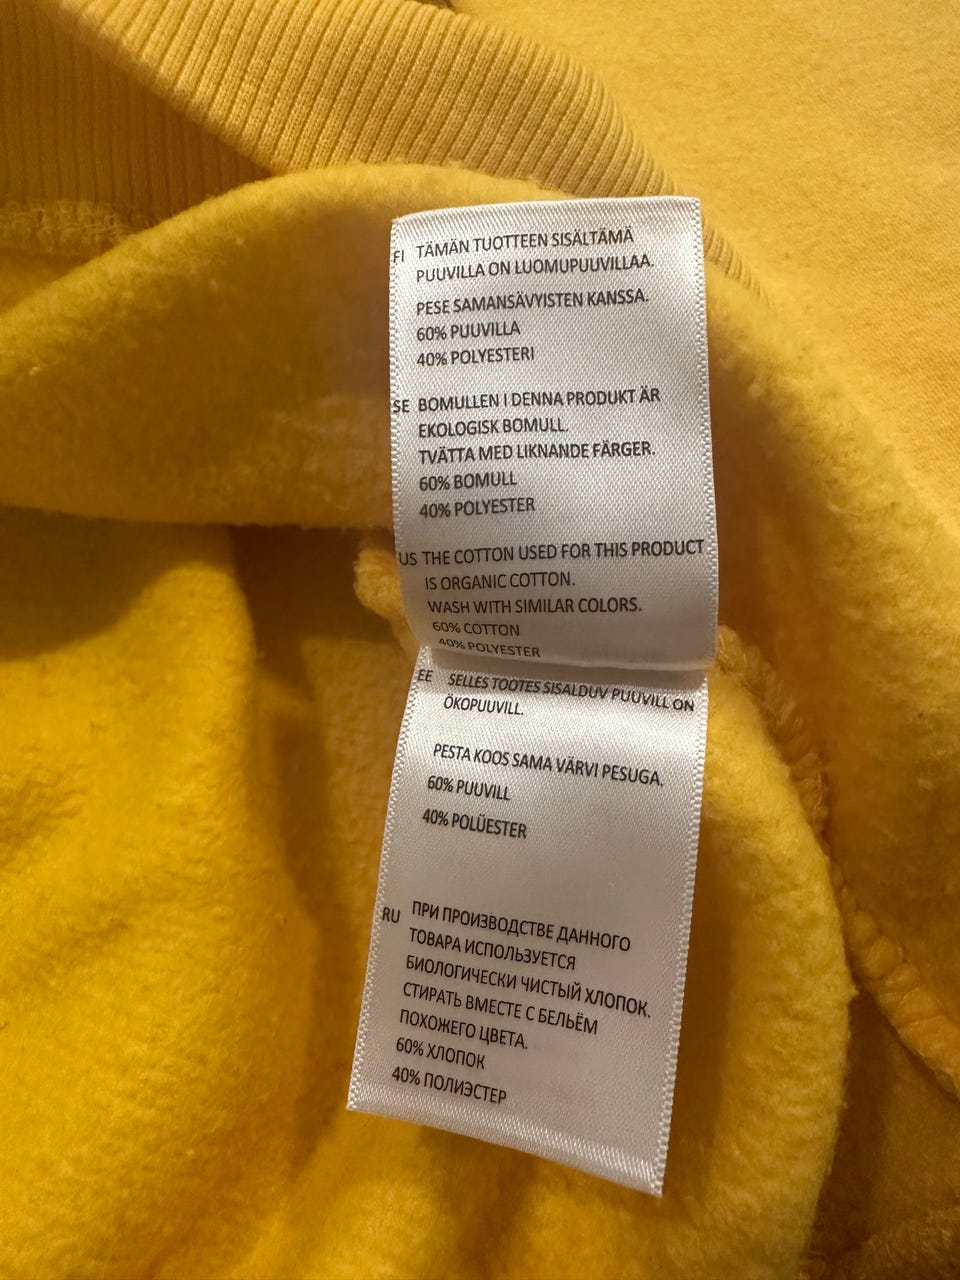 FI TÄMÄN TUOTTEEN SISÄLTÄMÄ
PUUVILLA ON LUOMUPUUVILLAA.
PESE SAMANSÄVYISTEN KANSSA.
60% PUUVILLA
40% POLYESTERI
SE BOMULLEN I DENNA PRODUKT ÄR
EKOLOGISK BOMULL.
TVÄTTA MED LIKNANDE FÄRGER.
60% BOMULL
40% POLYESTER
US THE COTTON USED FOR THIS PRODUCT
IS ORGANIC COTTON.
WASH WITH SIMILAR COLORS.
60% COTTON
40% POLYESTER
EE SELLES TOOTES SISALDUV PUUVILL ON
ÖKOPUUVILL.
PESTA KOOS SAMA VÄRVI PESUGA.
60% PUUVILL
40% POLÜESTER
RU ПРИ ПРОИЗВОДСТВЕ ДАННОГО
ТОВАРА ИСПОЛЬЗУЕТСЯ
БИОЛОГИЧЕСКИ ЧИСТЫЙ ХЛОПОК.
СТИРАТЬ ВМЕСТЕ С БЕЛЬЁМ
ПОХОЖЕГО ЦВЕТА.
60% ХЛОПОК
40% ПОЛИЭСТЕР